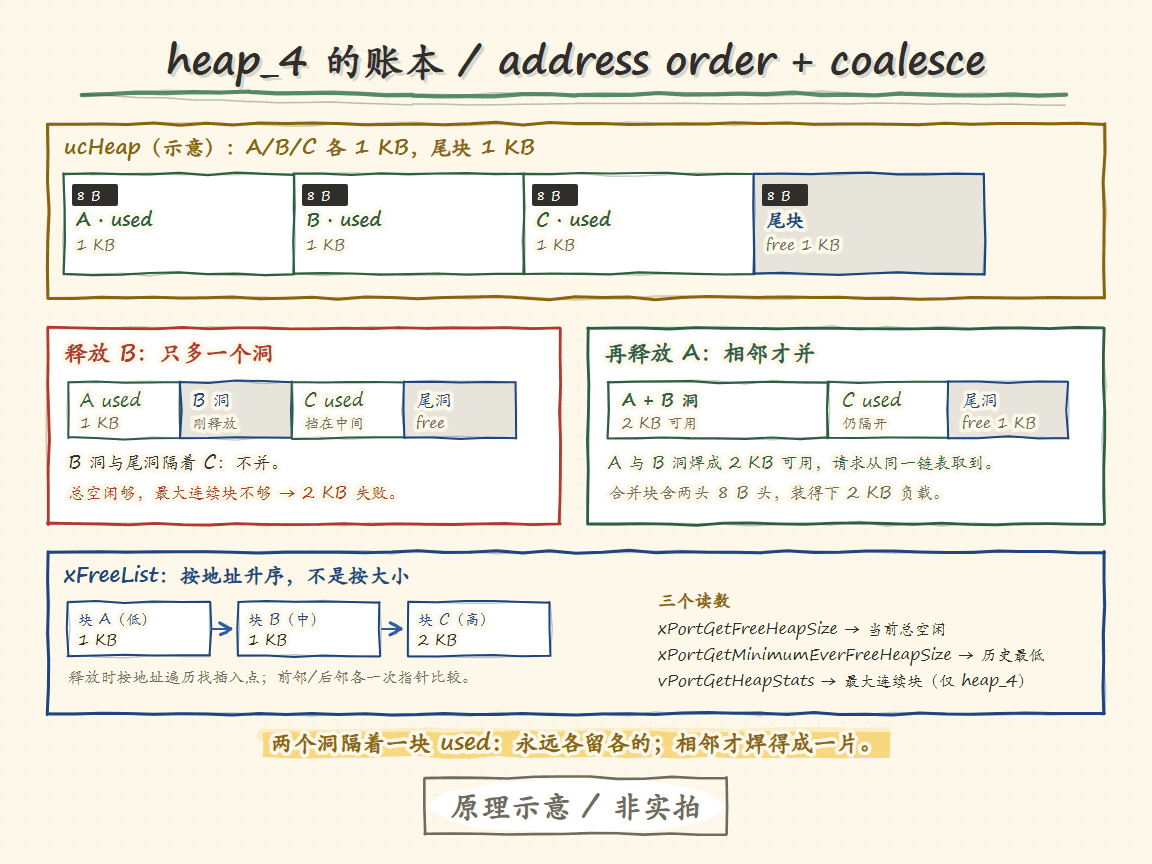 heap_4 的账本 / address order + coalesce
ucHeap（示意）: A/B/C 各 1 KB，尾块 1 KB
8 B
A · used
1 KB
8 B
B · used
1 KB
8 B
C · used
1 KB
8 B
尾块
free 1 KB
释放 B：只多一个洞
A used
1 KB
B 洞
刚释放
C used
挡在中间
尾洞
free
B 洞与尾洞隔着 C：不并。
总空闲够，最大连续块不够 → 2 KB 失败。
再释放 A：相邻才并
A + B 洞
2 KB 可用
C used
仍隔开
尾洞
free 1 KB
A 与 B 洞焊成 2 KB 可用，请求从同一链表取到。
合并块含两头 8 B 头，装得下 2 KB 负载。
xFreeList：按地址升序，不是按大小
块 A（低）
1 KB
块 B（中）
1 KB
块 C（高）
2 KB
释放时按地址遍历找插入点；前邻/后邻各一次指针比较。
三个读数
xPortGetFreeHeapSize → 当前总空闲
xPortGetMinimumEverFreeHeapSize → 历史最低
vPortGetHeapStats → 最大连续块（仅 heap_4）
两个洞隔着一块 used：永远各留各的；相邻才焊得成一片。
原理示意 / 非实拍